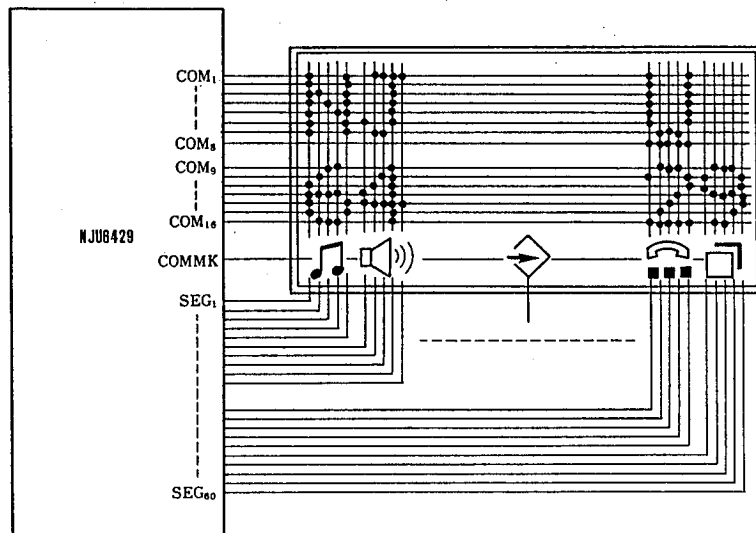 COM₁
COM₈
COM₉
COM₁₆
NJU6429
COMMK
SEG₁
SEG₆₀